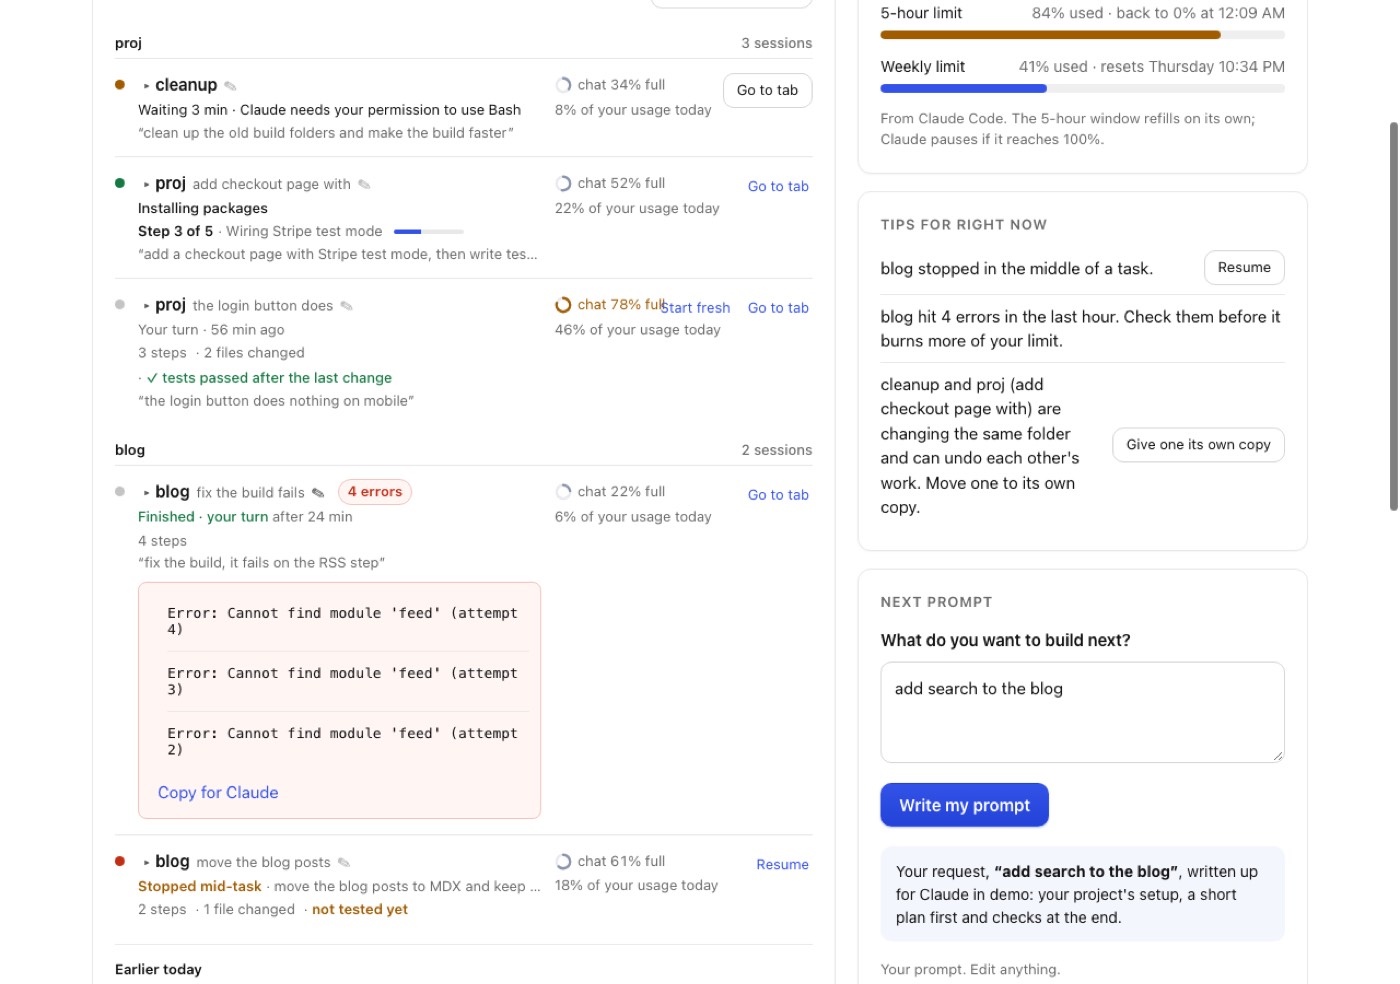 proj
3 sessions
cleanup
chat 34% full
Go to tab
Waiting 3 min · Claude needs your permission to use Bash
8% of your usage today
“clean up the old build folders and make the build faster”
proj add checkout page with
chat 52% full
Go to tab
Installing packages
22% of your usage today
Step 3 of 5 · Wiring Stripe test mode
“add a checkout page with Stripe test mode, then write tes…
proj the login button does
chat 78% full
Start fresh
Go to tab
Your turn · 56 min ago
46% of your usage today
3 steps · 2 files changed
· ✓ tests passed after the last change
“the login button does nothing on mobile”
blog
2 sessions
blog fix the build fails
4 errors
chat 22% full
Go to tab
Finished · your turn after 24 min
6% of your usage today
4 steps
“fix the build, it fails on the RSS step”
Error: Cannot find module 'feed' (attempt
4)
Error: Cannot find module 'feed' (attempt
3)
Error: Cannot find module 'feed' (attempt
2)
Copy for Claude
blog move the blog posts
chat 61% full
Resume
Stopped mid-task · move the blog posts to MDX and keep …
18% of your usage today
2 steps · 1 file changed · not tested yet
Earlier today
5-hour limit
84% used · back to 0% at 12:09 AM
Weekly limit
41% used · resets Thursday 10:34 PM
From Claude Code. The 5-hour window refills on its own;
Claude pauses if it reaches 100%.
TIPS FOR RIGHT NOW
blog stopped in the middle of a task.
Resume
blog hit 4 errors in the last hour. Check them before it
burns more of your limit.
cleanup and proj (add
checkout page with) are
changing the same folder
and can undo each other's
work. Move one to its own
copy.
Give one its own copy
NEXT PROMPT
What do you want to build next?
add search to the blog
Write my prompt
Your request, “add search to the blog”, written up
for Claude in demo: your project's setup, a short
plan first and checks at the end.
Your prompt. Edit anything.